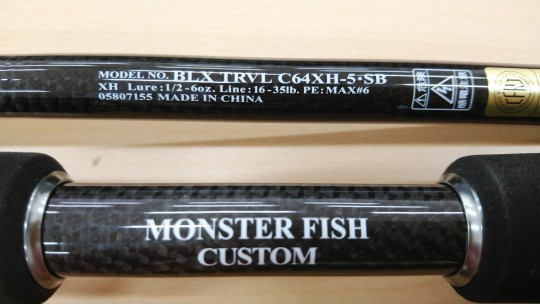 MODEL NO. BLX TRVL C64XH-5・SB
XH Lure:1/2-6oz. Line:16-35lb. PE:MAX#6
05807155 MADE IN CHINA
MONSTER FISH
CUSTOM